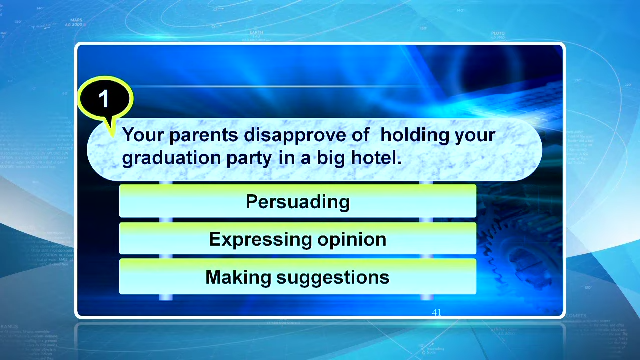 1
Your parents disapprove of  holding your
graduation party in a big hotel.
Persuading
Expressing opinion
Making suggestions
41